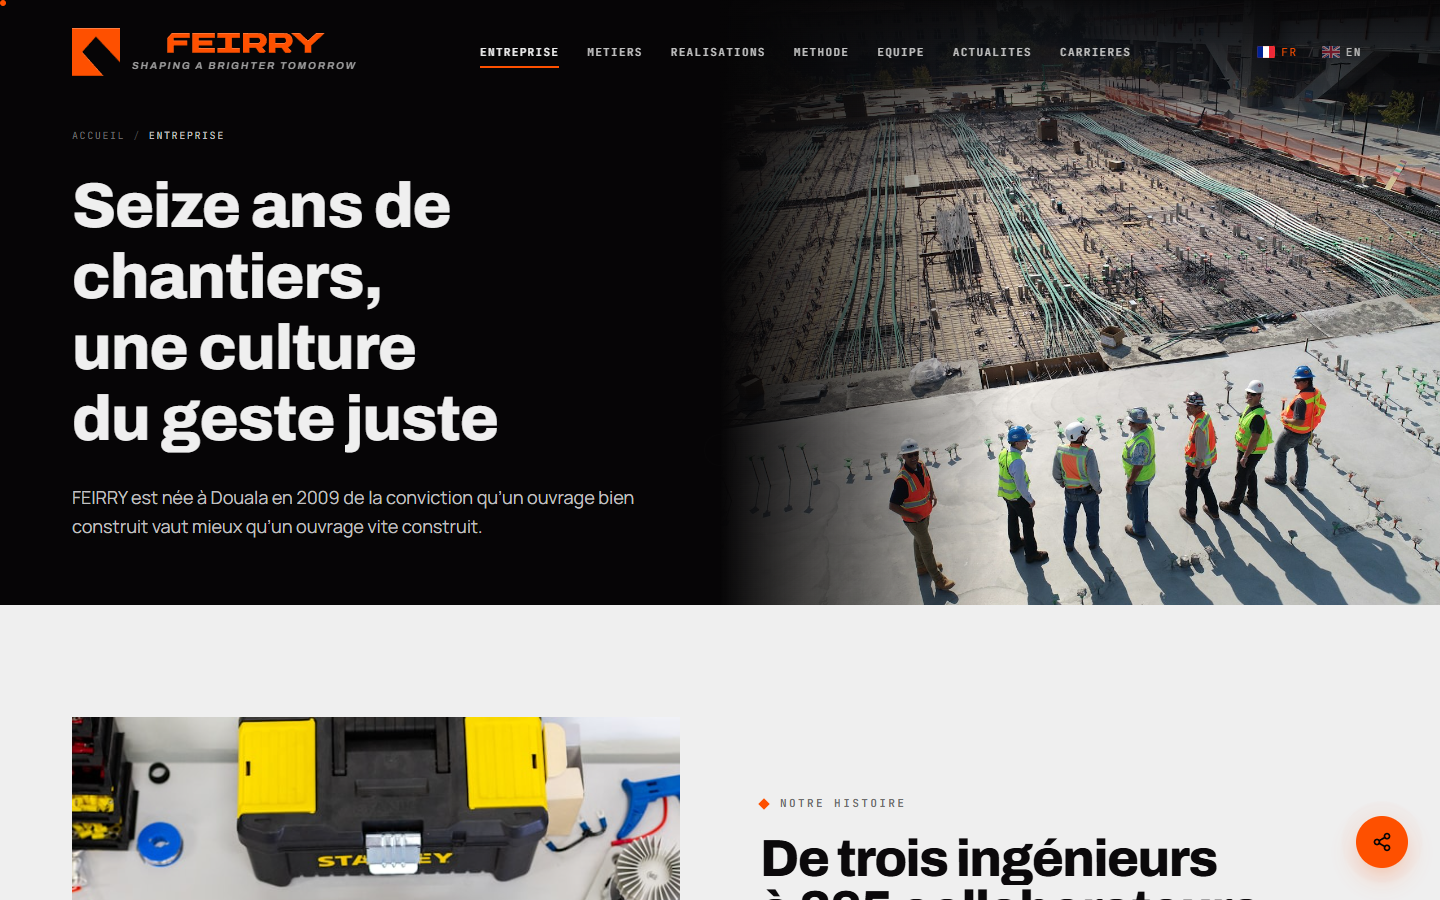 FEIRRY
SHAPING A BRIGHTER TOMORROW
ENTREPRISE METIERS REALISATIONS METHODE EQUIPE ACTUALITES CARRIERES FR EN
ACCUEIL / ENTREPRISE
Seize ans de
chantiers,
une culture
du geste juste
FEIRRY est née à Douala en 2009 de la conviction qu'un ouvrage bien
construit vaut mieux qu'un ouvrage vite construit.
NOTRE HISTOIRE
De trois ingénieurs